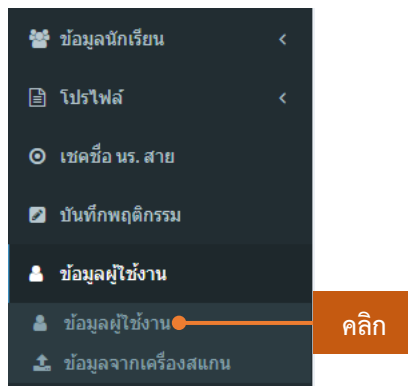 ข้อมูลนักเรียน
โปรไฟล์
เชคชื่อ นร. สาย
บันทึกพฤติกรรม
ข้อมูลผู้ใช้งาน
ข้อมูลผู้ใช้งาน
คลิก
ข้อมูลจากเครื่องสแกน